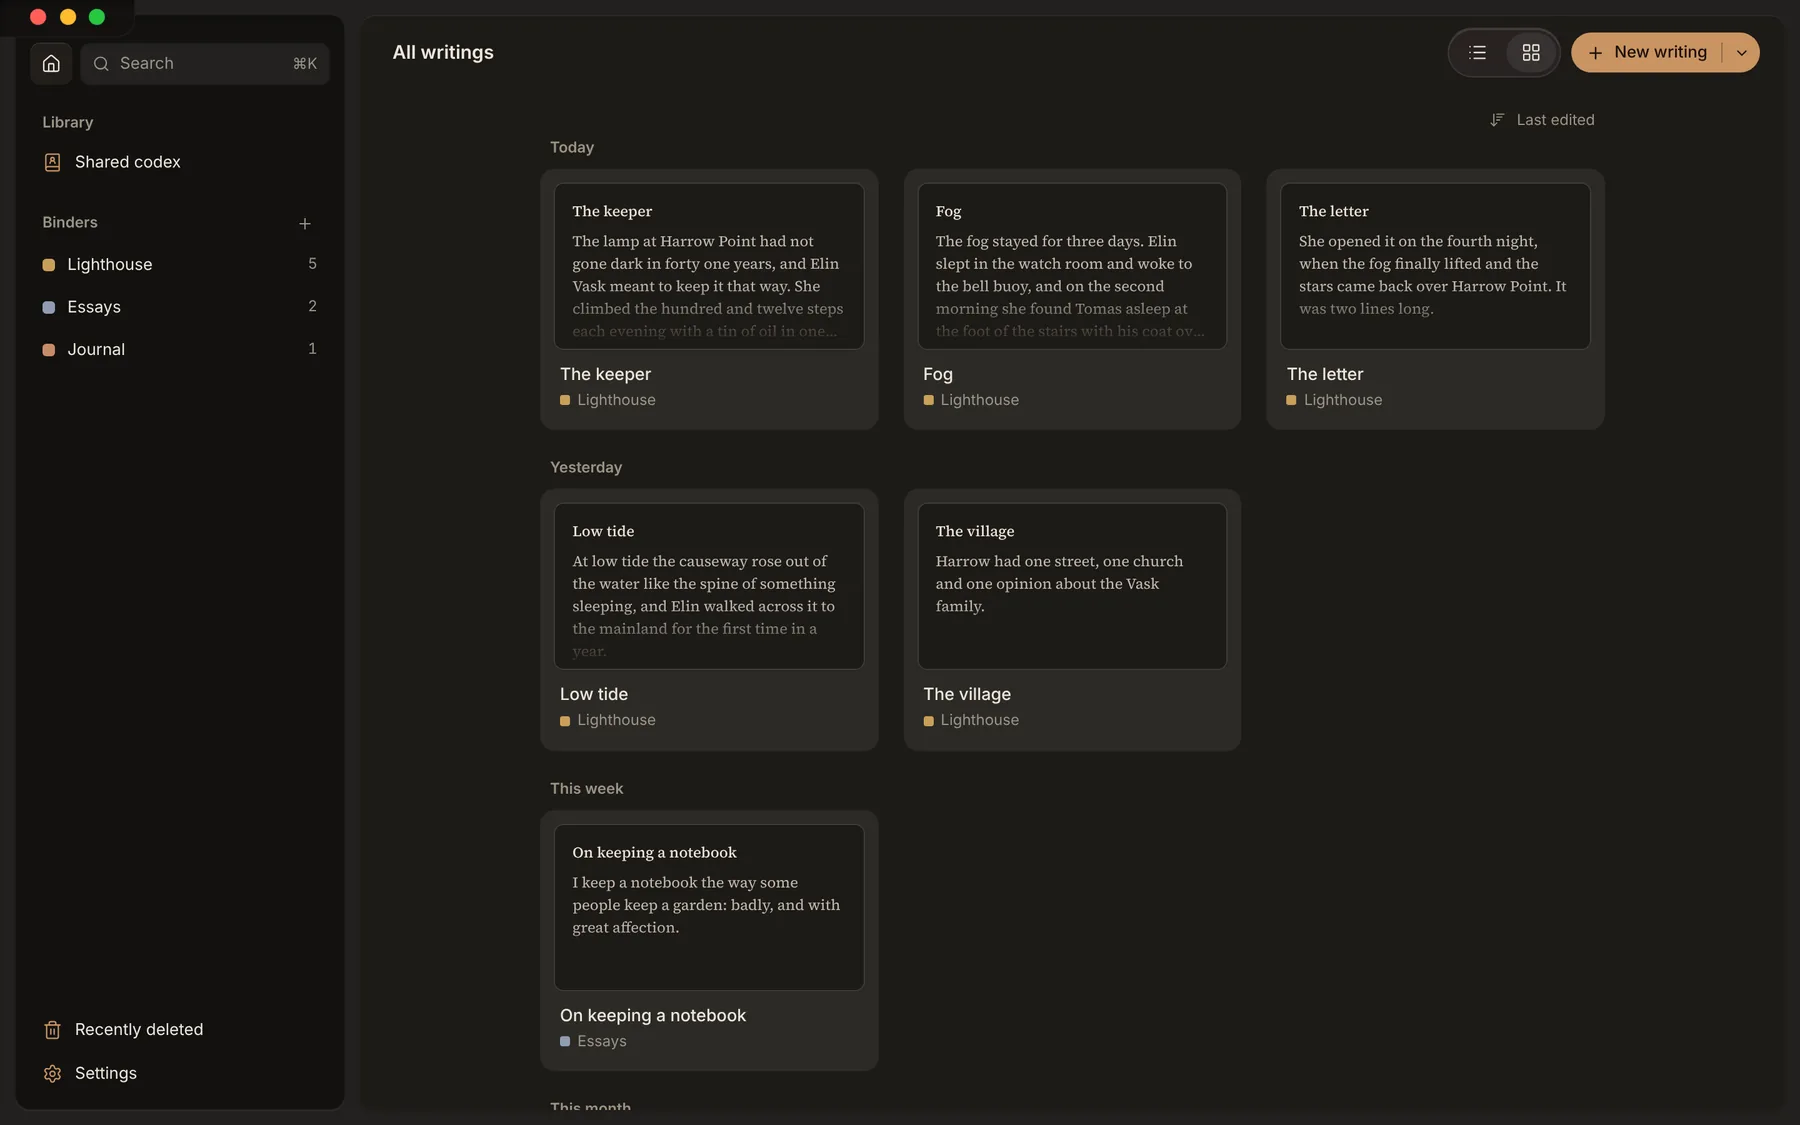 Search ⌘K
Library
Shared codex
Binders
Lighthouse 5
Essays 2
Journal 1
Recently deleted
Settings
All writings
New writing
Last edited
Today
The keeper
The lamp at Harrow Point had not
gone dark in forty one years, and Elin
Vask meant to keep it that way. She
climbed the hundred and twelve steps
each evening with a tin of oil in one...
The keeper
Lighthouse
Fog
The fog stayed for three days. Elin
slept in the watch room and woke to
the bell buoy, and on the second
morning she found Tomas asleep at
the foot of the stairs with his coat ov...
Fog
Lighthouse
The letter
She opened it on the fourth night,
when the fog finally lifted and the
stars came back over Harrow Point. It
was two lines long.
The letter
Lighthouse
Yesterday
Low tide
At low tide the causeway rose out of
the water like the spine of something
sleeping, and Elin walked across it to
the mainland for the first time in a
year.
Low tide
Lighthouse
The village
Harrow had one street, one church
and one opinion about the Vask
family.
The village
Lighthouse
This week
On keeping a notebook
I keep a notebook the way some
people keep a garden: badly, and with
great affection.
On keeping a notebook
Essays
This month